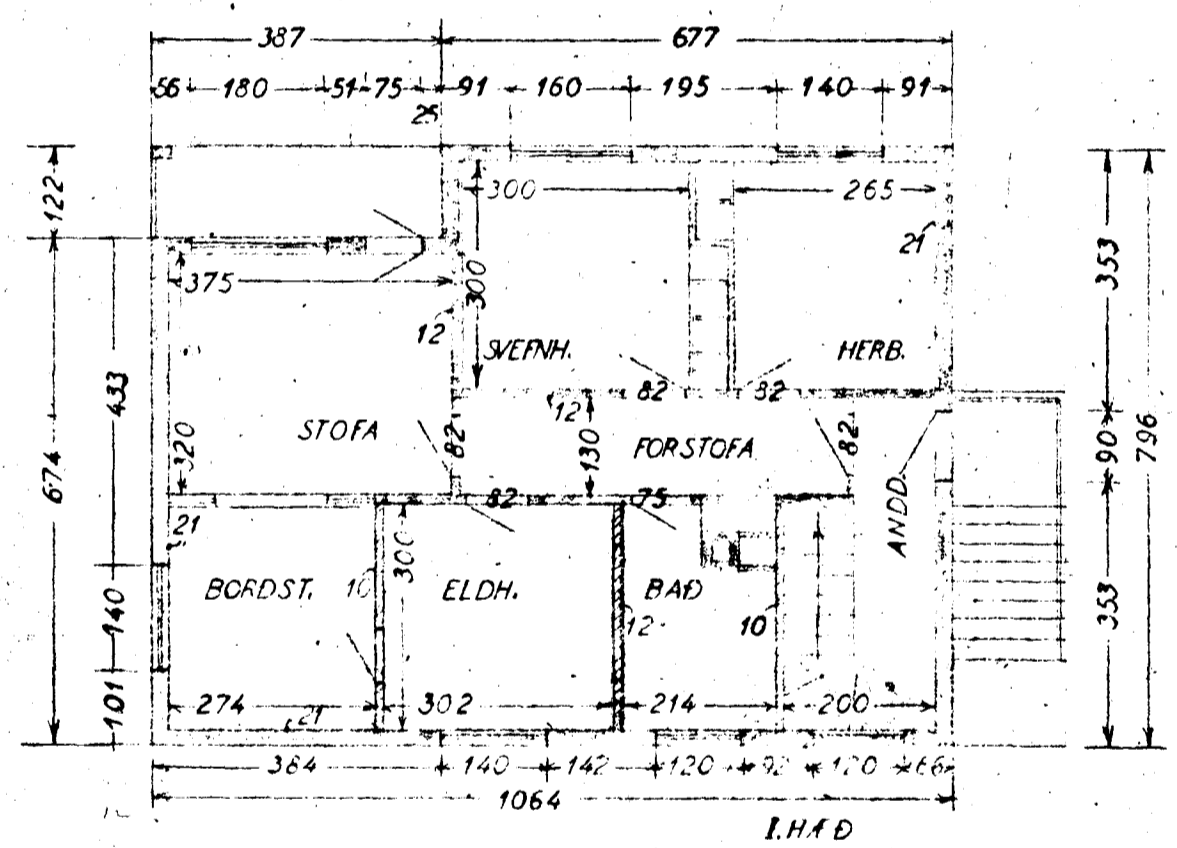 387 677
56 180 51 75 91 160 195 140 91
25
122
300 265
21
375 300 353
12
SVEFNH. HERB.
433 82 82
12
STOFA 82 130 FORSTOFA 82 90 796
674 320
82 75
21 ANDD.
300
BORDST. 10 ELDH. BAÐ
140 12 10 353
101
274 302 214 200
21
384 140 142 120 92 120 66
1064
I. HÆÐ